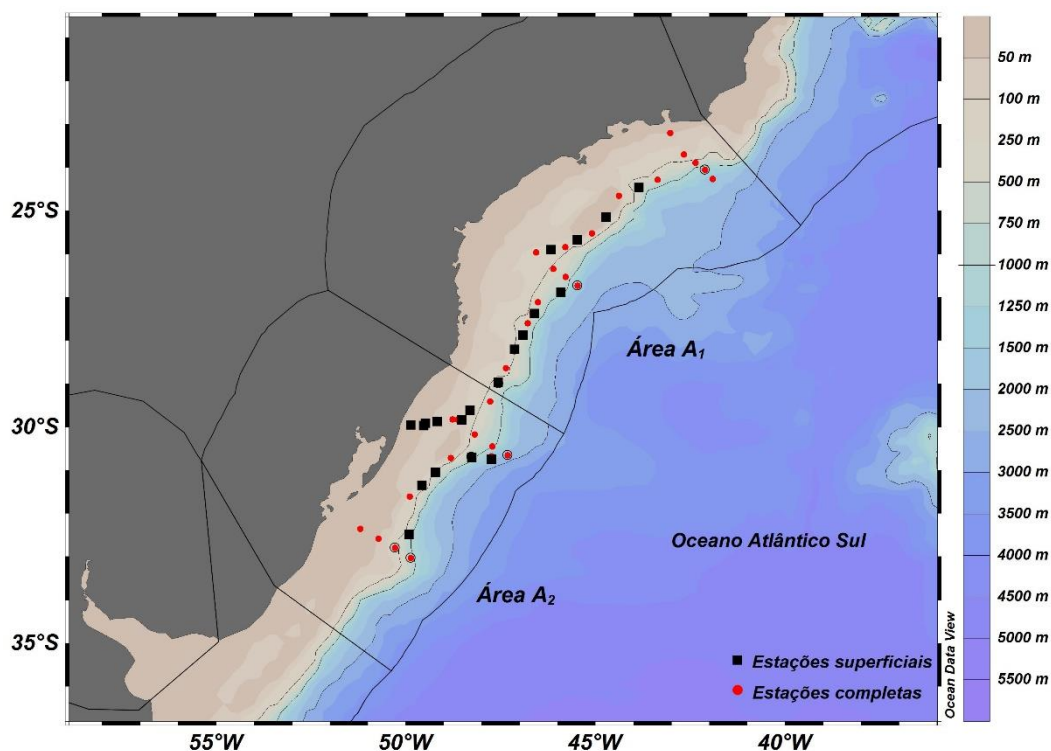 25°S
30°S
35°S
55°W
50°W
45°W
40°W
Área A₁
Área A₂
Oceano Atlântico Sul
Estações superficiais
Estações completas
Ocean Data View
50 m
100 m
250 m
500 m
750 m
1000 m
1250 m
1500 m
2000 m
2500 m
3000 m
3500 m
4000 m
4500 m
5000 m
5500 m